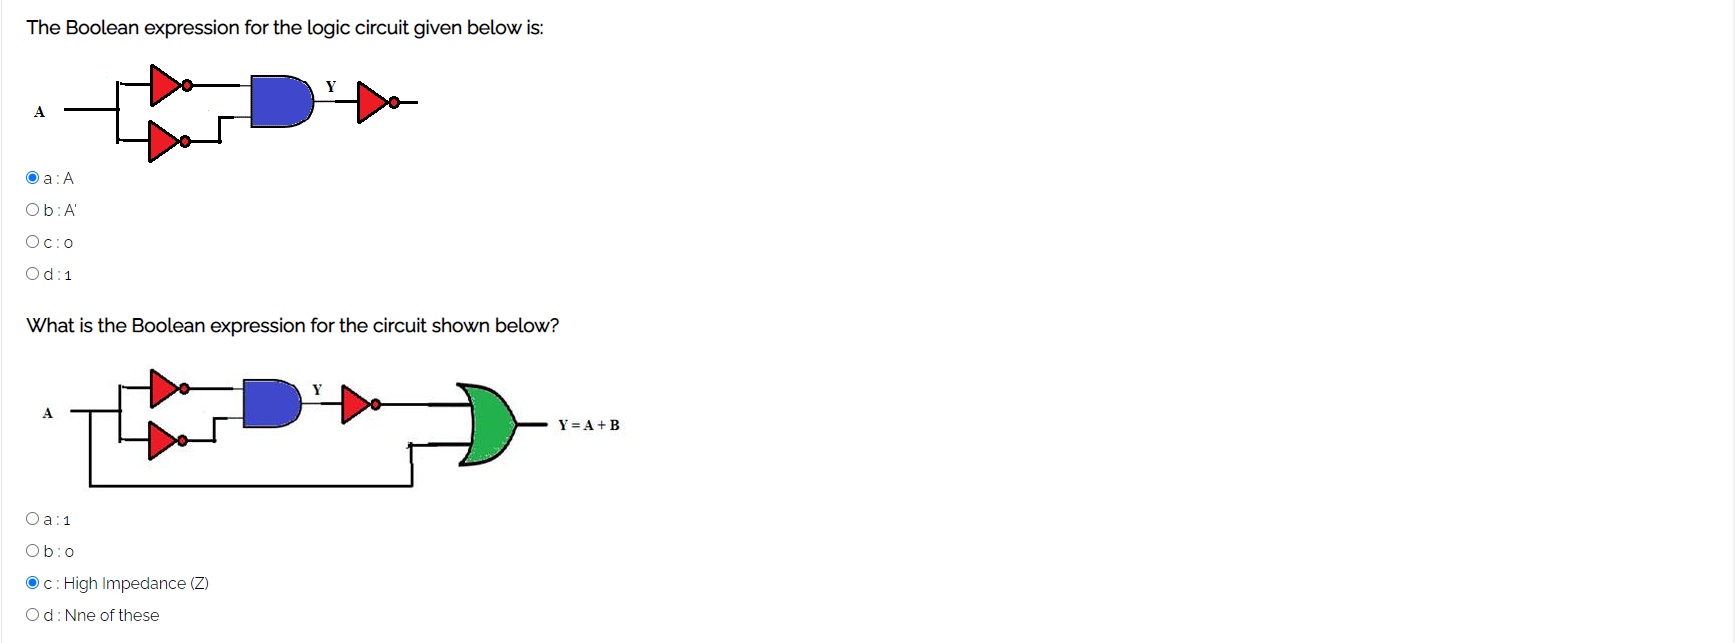 The Boolean expression for the logic circuit given below is:
Y
A
a : A
b : A'
c : 0
d : 1
What is the Boolean expression for the circuit shown below?
Y
A
Y = A + B
a : 1
b : 0
c : High Impedance (Z)
d : Nne of these